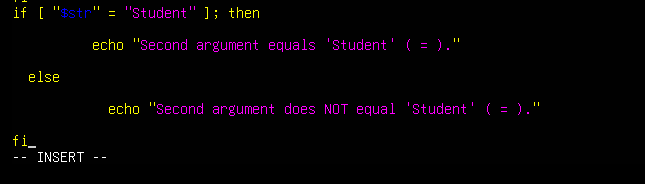 if [ "$str" = "Student" ]; then
echo "Second argument equals 'Student' ( = )."
else
echo "Second argument does NOT equal 'Student' ( = )."
fi
-- INSERT --